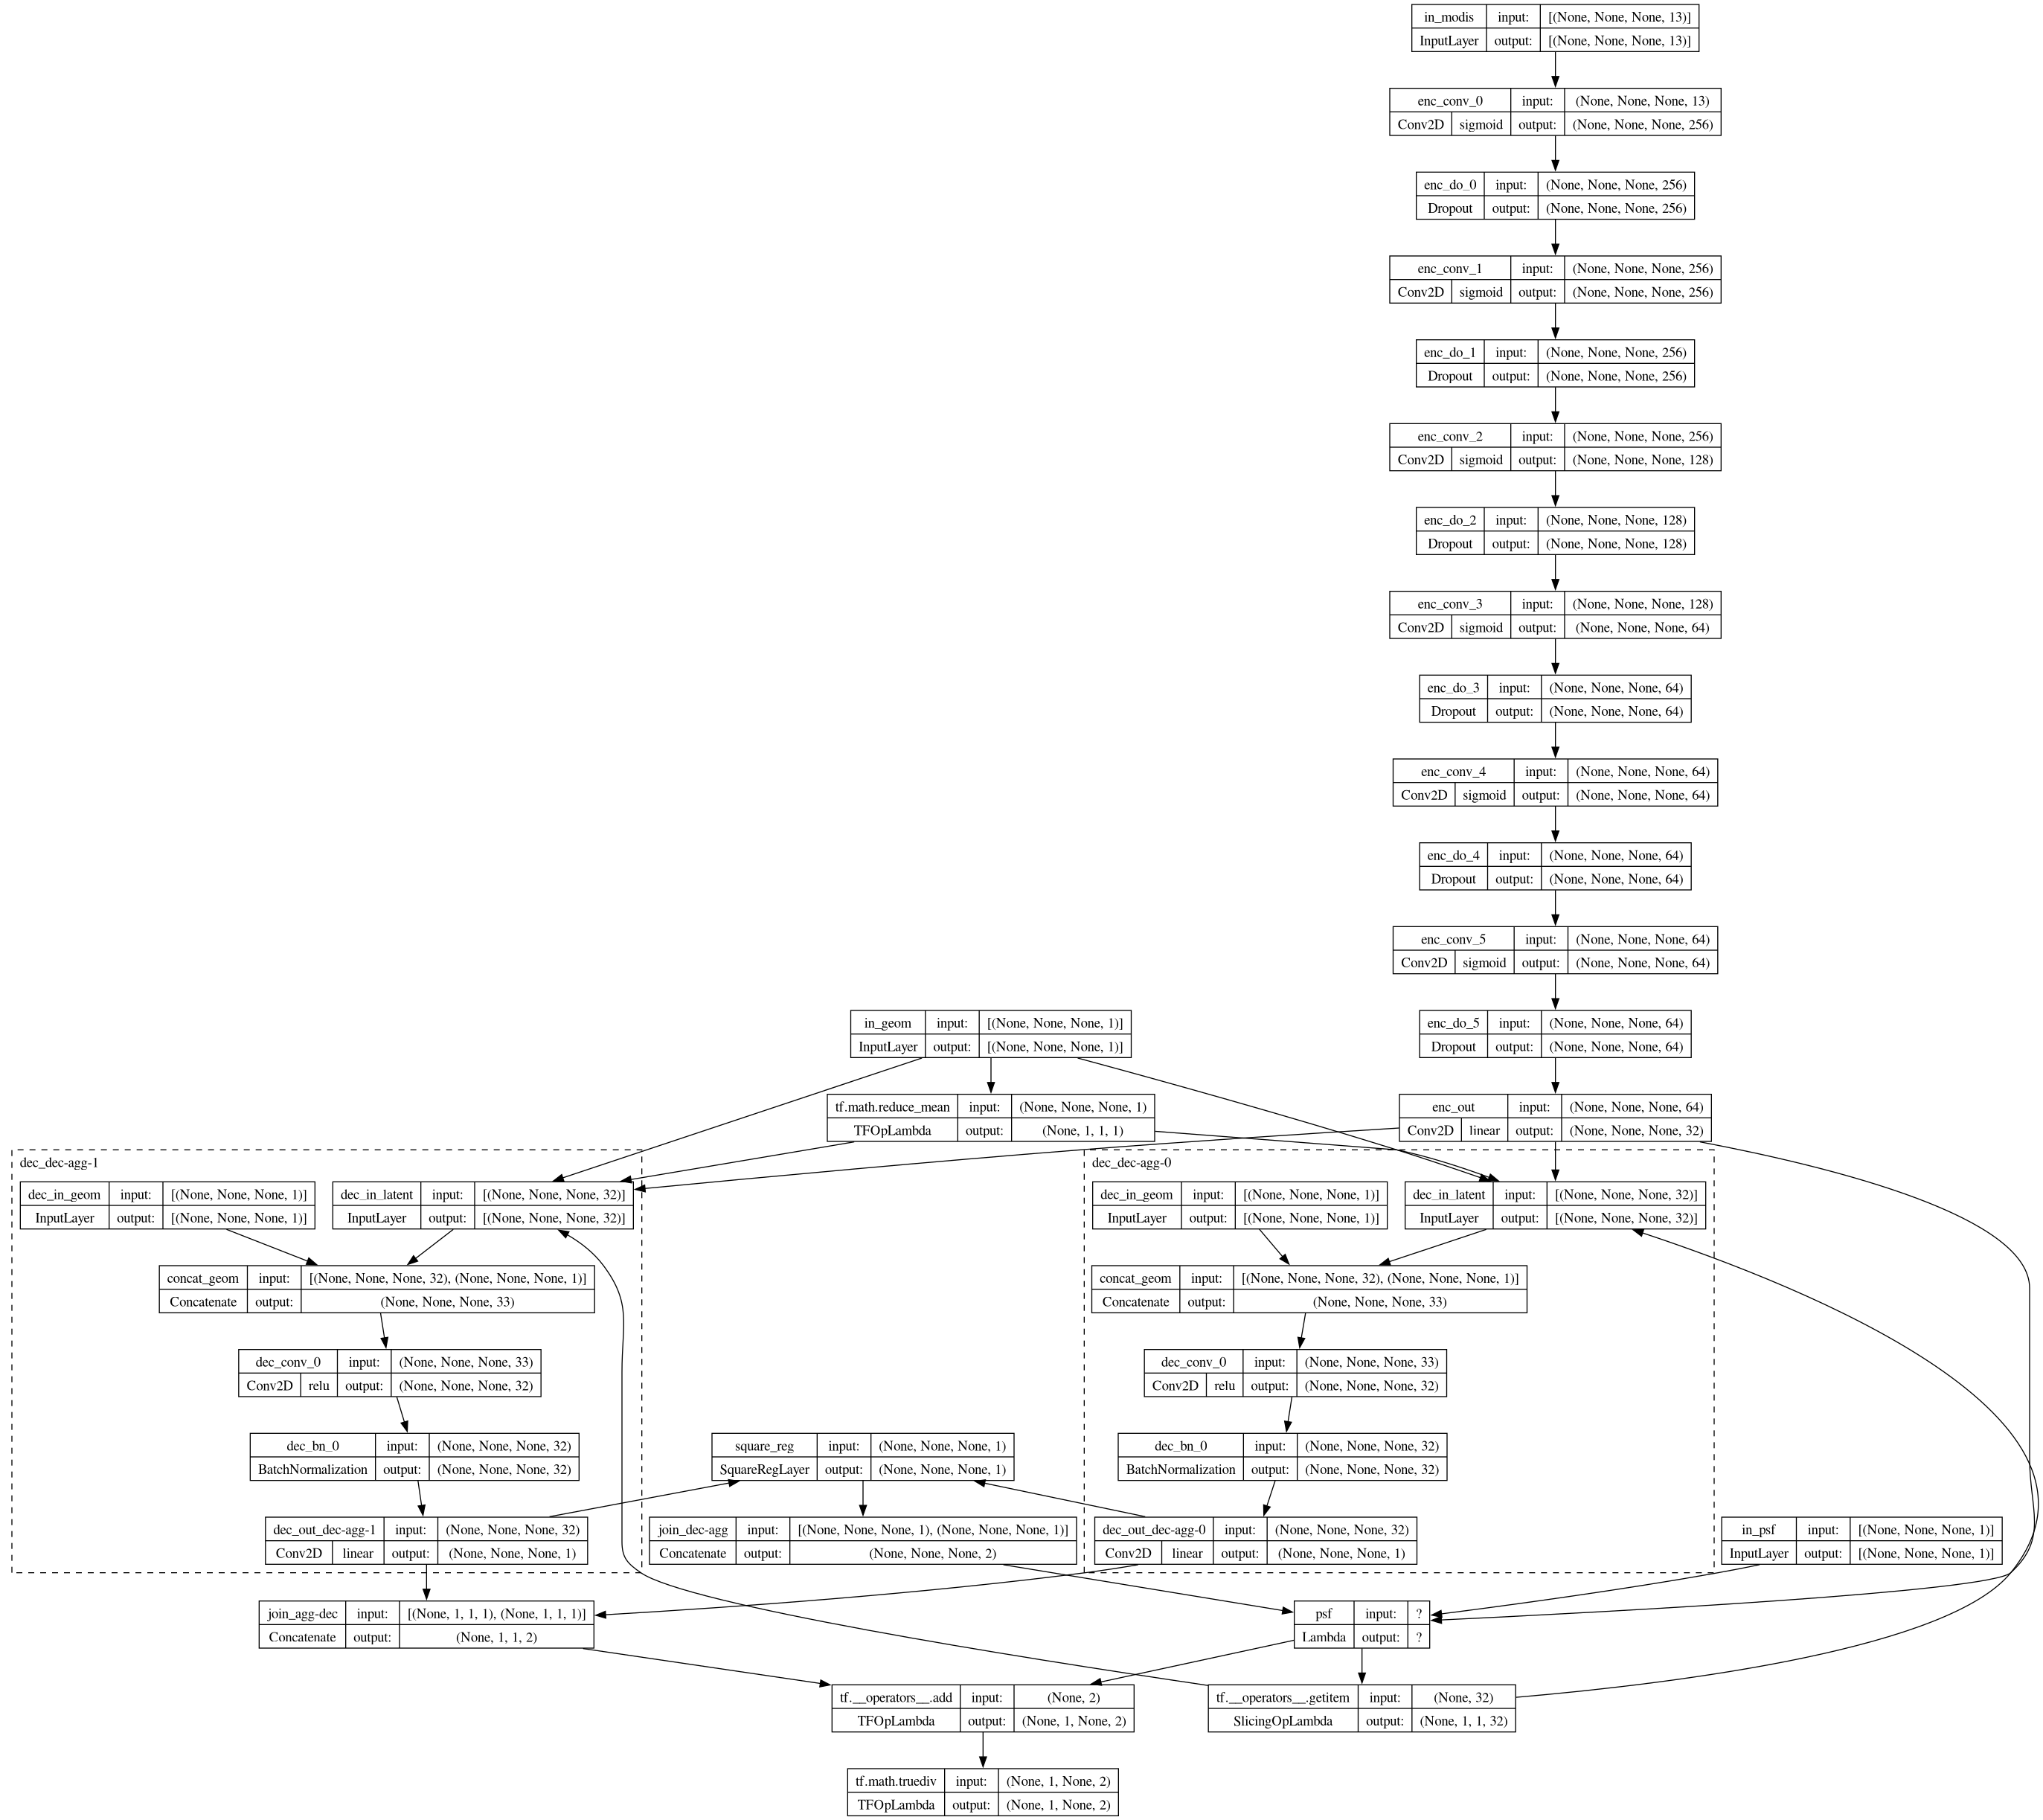 in_modis input: [(None, None, None, 13)]
InputLayer output: [(None, None, None, 13)]
enc_conv_0 input: (None, None, None, 13)
Conv2D sigmoid output: (None, None, None, 256)
enc_do_0 input: (None, None, None, 256)
Dropout output: (None, None, None, 256)
enc_conv_1 input: (None, None, None, 256)
Conv2D sigmoid output: (None, None, None, 256)
enc_do_1 input: (None, None, None, 256)
Dropout output: (None, None, None, 256)
enc_conv_2 input: (None, None, None, 256)
Conv2D sigmoid output: (None, None, None, 128)
enc_do_2 input: (None, None, None, 128)
Dropout output: (None, None, None, 128)
enc_conv_3 input: (None, None, None, 128)
Conv2D sigmoid output: (None, None, None, 64)
enc_do_3 input: (None, None, None, 64)
Dropout output: (None, None, None, 64)
enc_conv_4 input: (None, None, None, 64)
Conv2D sigmoid output: (None, None, None, 64)
enc_do_4 input: (None, None, None, 64)
Dropout output: (None, None, None, 64)
enc_conv_5 input: (None, None, None, 64)
Conv2D sigmoid output: (None, None, None, 64)
in_geom input: [(None, None, None, 1)]
InputLayer output: [(None, None, None, 1)]
enc_do_5 input: (None, None, None, 64)
Dropout output: (None, None, None, 64)
tf.math.reduce_mean input: (None, None, None, 1)
TFOpLambda output: (None, 1, 1, 1)
enc_out input: (None, None, None, 64)
Conv2D linear output: (None, None, None, 32)
dec_dec-agg-1
dec_in_geom input: [(None, None, None, 1)]
InputLayer output: [(None, None, None, 1)]
dec_in_latent input: [(None, None, None, 32)]
InputLayer output: [(None, None, None, 32)]
concat_geom input: [(None, None, None, 32), (None, None, None, 1)]
Concatenate output: (None, None, None, 33)
dec_conv_0 input: (None, None, None, 33)
Conv2D relu output: (None, None, None, 32)
dec_bn_0 input: (None, None, None, 32)
BatchNormalization output: (None, None, None, 32)
dec_out_dec-agg-1 input: (None, None, None, 32)
Conv2D linear output: (None, None, None, 1)
dec_dec-agg-0
dec_in_geom input: [(None, None, None, 1)]
InputLayer output: [(None, None, None, 1)]
dec_in_latent input: [(None, None, None, 32)]
InputLayer output: [(None, None, None, 32)]
concat_geom input: [(None, None, None, 32), (None, None, None, 1)]
Concatenate output: (None, None, None, 33)
dec_conv_0 input: (None, None, None, 33)
Conv2D relu output: (None, None, None, 32)
dec_bn_0 input: (None, None, None, 32)
BatchNormalization output: (None, None, None, 32)
dec_out_dec-agg-0 input: (None, None, None, 32)
Conv2D linear output: (None, None, None, 1)
square_reg input: (None, None, None, 1)
SquareRegLayer output: (None, None, None, 1)
join_dec-agg input: [(None, None, None, 1), (None, None, None, 1)]
Concatenate output: (None, None, None, 2)
in_psf input: [(None, None, None, 1)]
InputLayer output: [(None, None, None, 1)]
join_agg-dec input: [(None, 1, 1, 1), (None, 1, 1, 1)]
Concatenate output: (None, 1, 1, 2)
psf input: ?
Lambda output: ?
tf.__operators__.add input: (None, 2)
TFOpLambda output: (None, 1, None, 2)
tf.__operators__.getitem input: (None, 32)
SlicingOpLambda output: (None, 1, 1, 32)
tf.math.truediv input: (None, 1, None, 2)
TFOpLambda output: (None, 1, None, 2)